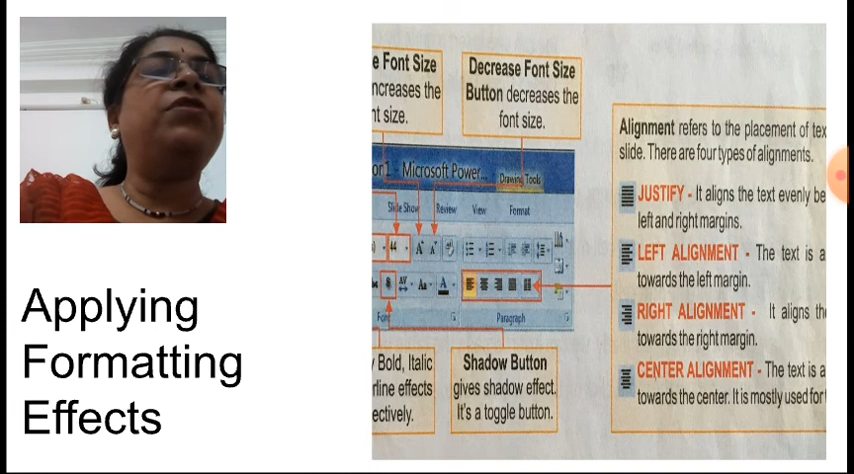 Applying
Formatting
Effects
e Font Size
ncreases the
nt size.
Decrease Font Size
Button decreases the
font size.
on1 - Microsoft Power...
Drawing Tools
Slide Show Review View Format
44
Aa
A
Font
Paragraph
Bold, Italic
rline effects
ectively.
Shadow Button
gives shadow effect.
It's a toggle button.
Alignment refers to the placement of tex
slide. There are four types of alignments.
JUSTIFY - It aligns the text evenly be
left and right margins.
LEFT ALIGNMENT - The text is a
towards the left margin.
RIGHT ALIGNMENT - It aligns th
towards the right margin.
CENTER ALIGNMENT - The text is a
towards the center. It is mostly used for